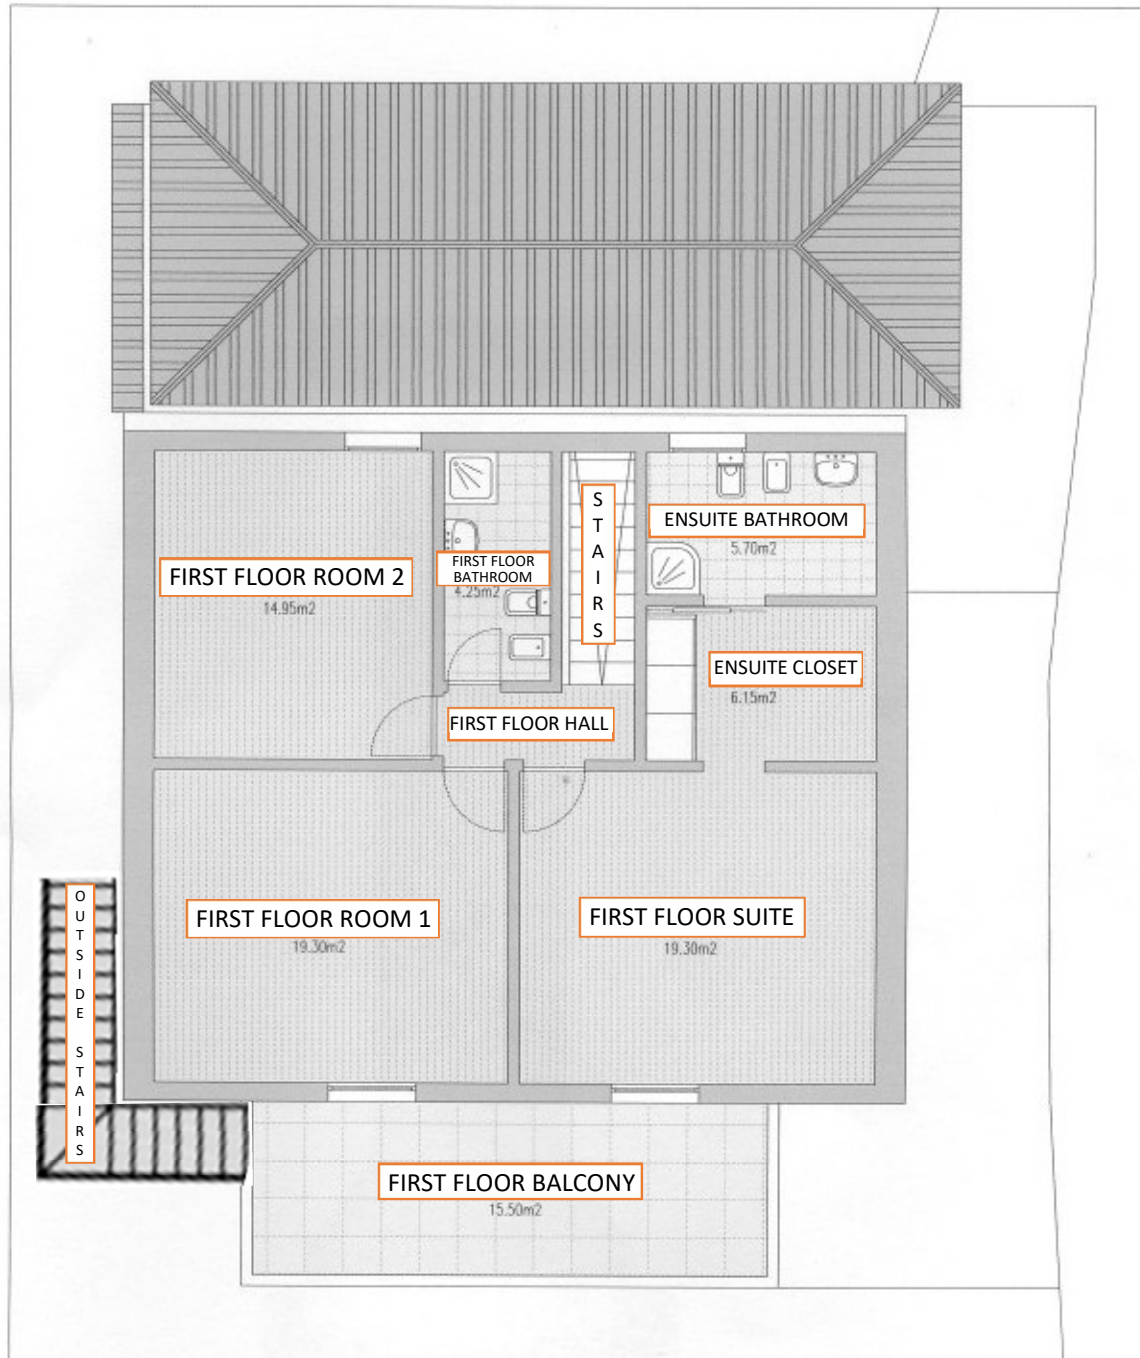 S
T
A
I
R
S
ENSUITE BATHROOM
5.70m2
FIRST FLOOR
BATHROOM
4.25m2
FIRST FLOOR ROOM 2
14.95m2
ENSUITE CLOSET
6.15m2
FIRST FLOOR HALL
O
U
T
S
I
D
E
S
T
A
I
R
S
FIRST FLOOR ROOM 1
19.30m2
FIRST FLOOR SUITE
19.30m2
FIRST FLOOR BALCONY
15.50m2